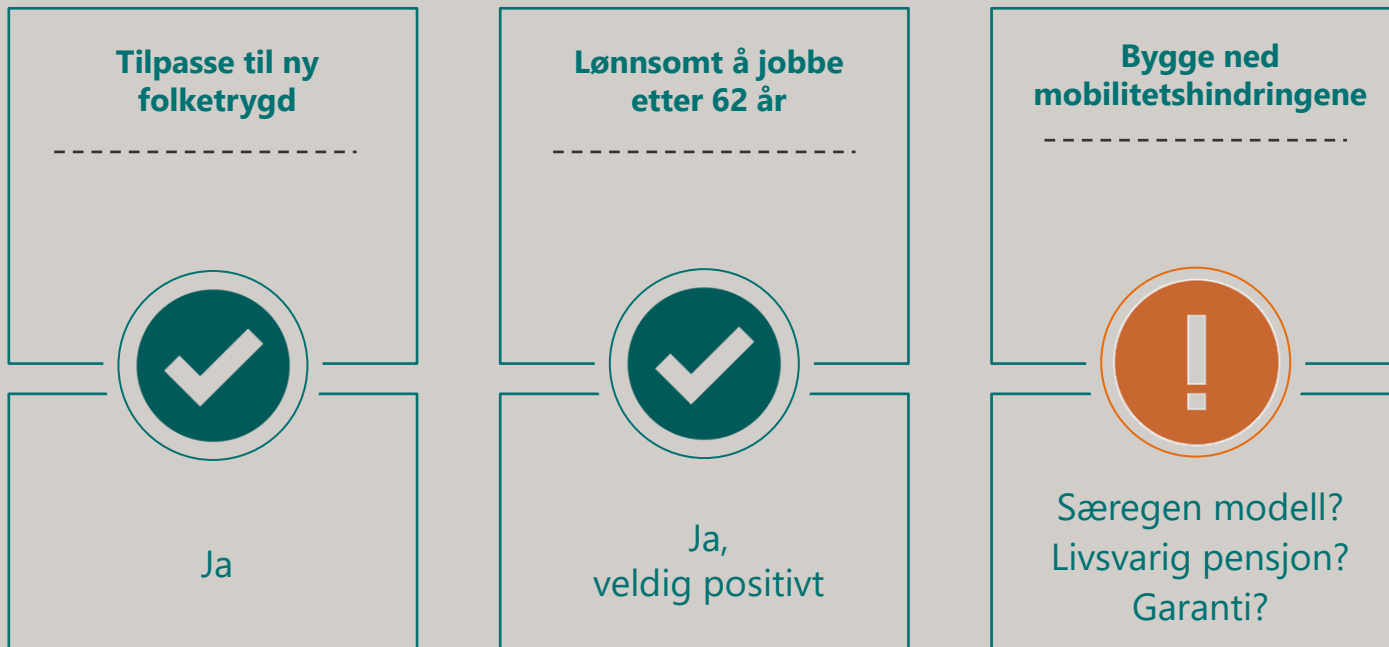 Tilpasse til ny
folketrygd
Ja
Lønnsomt å jobbe
etter 62 år
Ja,
veldig positivt
Bygge ned
mobilitetshindringene
Særegen modell?
Livsvarig pensjon?
Garanti?